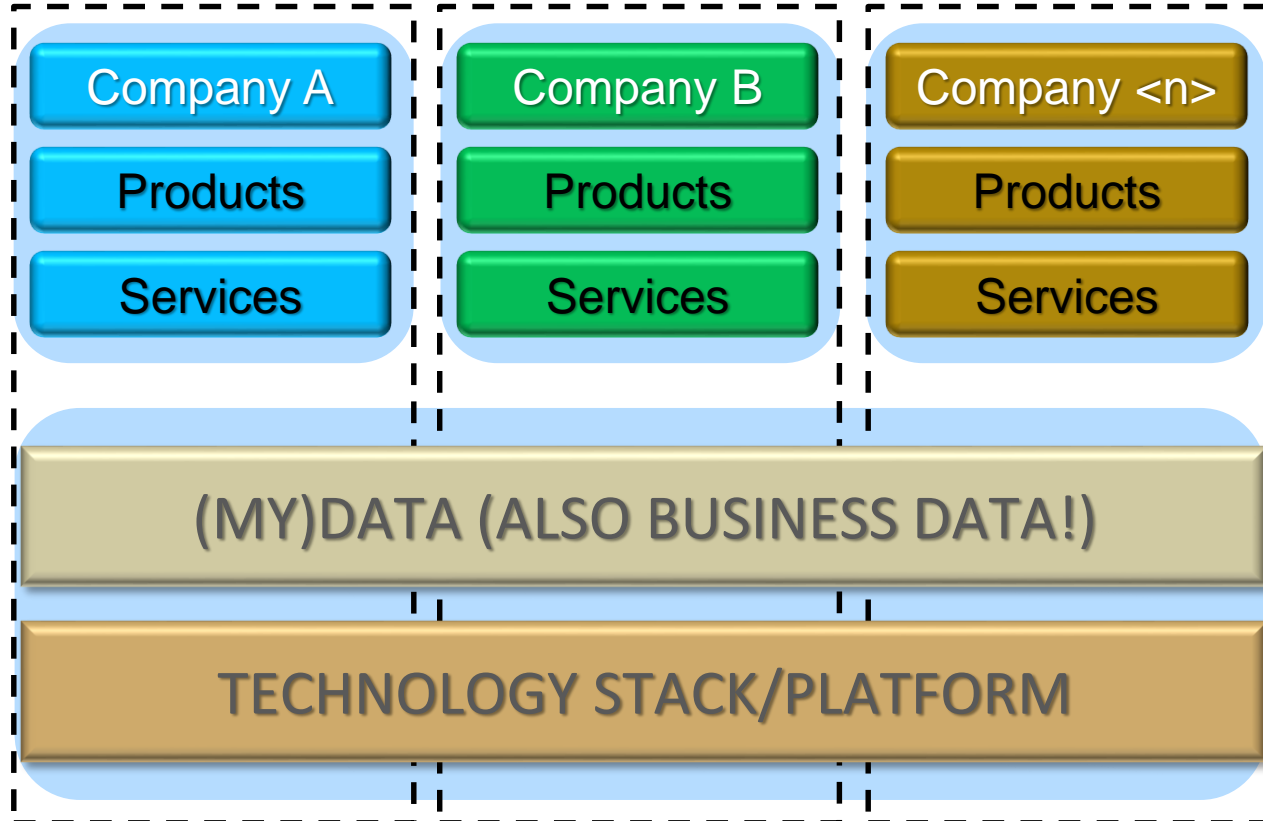 Company A
Products
Services
Company B
Products
Services
Company <n>
Products
Services
(MY)DATA (ALSO BUSINESS DATA!)
TECHNOLOGY STACK/PLATFORM